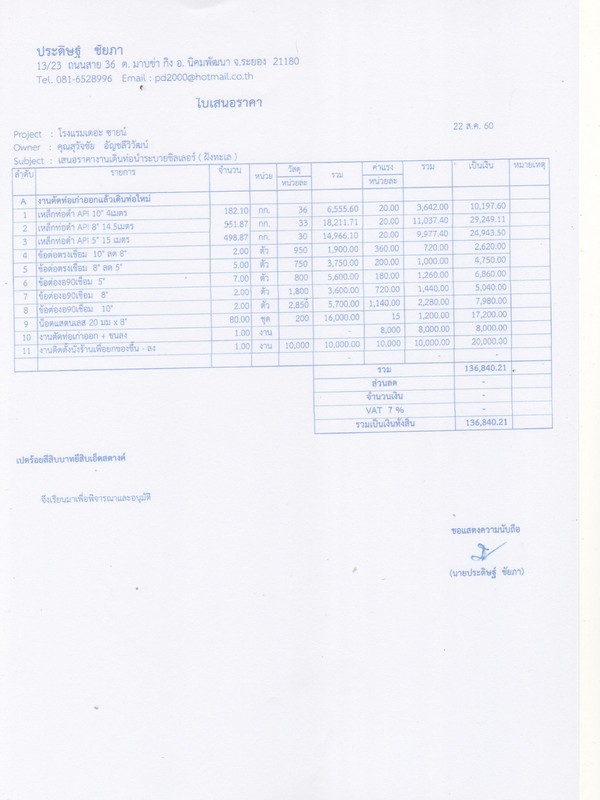 ประดิษฐ์ ชัยภา
13/23 ถนนสาย 36 ต. มาบข่า กิง อ. นิคมพัฒนา จ.ระยอง 21180
Tel. 081-6528996 Email : pd2000@hotmail.co.th
ใบเสนอราคา
22 ส.ค. 60
Project : โรงแรมเดอะ ซายน์
Owner : คุณสุวัจชัย อัญชลีวิวัฒน์
Subject : เสนอราคางานเดินท่อน้ำระบายชิลเลอร์ ( ฝั่งทะเล )
ลำดับ รายการ จำนวน หน่วย วัสดุ รวม ค่าแรง รวม เป็นเงิน หมายเหตุ
หน่วยละ หน่วยละ
A งานตัดท่อเก่าออกแล้วเดินท่อใหม่
1 เหล็กท่อดำ API 10" 4เมตร 182.10 กก. 36 6,555.60 20.00 3,642.00 10,197.60
2 เหล็กท่อดำ API 8" 14.5เมตร 551.87 กก. 33 18,211.71 20.00 11,037.40 29,249.11
3 เหล็กท่อดำ API 5" 15 เมตร 498.87 กก. 30 14,966.10 20.00 9,977.40 24,943.50
4 ข้อต่อตรงเชื่อม 10" ลด 8" 2.00 ตัว 950 1,900.00 360.00 720.00 2,620.00
5 ข้อต่อตรงเชื่อม 8" ลด 5" 5.00 ตัว 750 3,750.00 200.00 1,000.00 4,750.00
6 ข้อต่องอ90เชื่อม 5" 7.00 ตัว 800 5,600.00 180.00 1,260.00 6,860.00
7 ข้อต่องอ90เชื่อม 8" 2.00 ตัว 1,800 3,600.00 720.00 1,440.00 5,040.00
8 ข้อต่องอ90เชื่อม 10" 2.00 ตัว 2,850 5,700.00 1,140.00 2,280.00 7,980.00
9 น๊อตแสตนเลส 20 มม x 8" 80.00 ชุด 200 16,000.00 15 1,200.00 17,200.00
10 งานตัดท่อเก่าออก + ขนลง 1.00 งาน - 8,000 8,000.00 8,000.00
11 งานติดตั้งนั่งร้านเพื่อยกของขึ้น - ลง 1.00 งาน 10,000 10,000.00 10,000 10,000.00 20,000.00
- - -
รวม 136,840.21
ส่วนลด -
จำนวนเงิน -
VAT 7 % -
รวมเป็นเงินทั้งสิ้น 136,840.21
เปดร้อยสี่สิบบาทยี่สิบเอ็ดสตางค์
จึงเรียนมาเพื่อพิจารณาและอนุมัติ
ขอแสดงความนับถือ
(นายประดิษฐ์ ชัยภา)